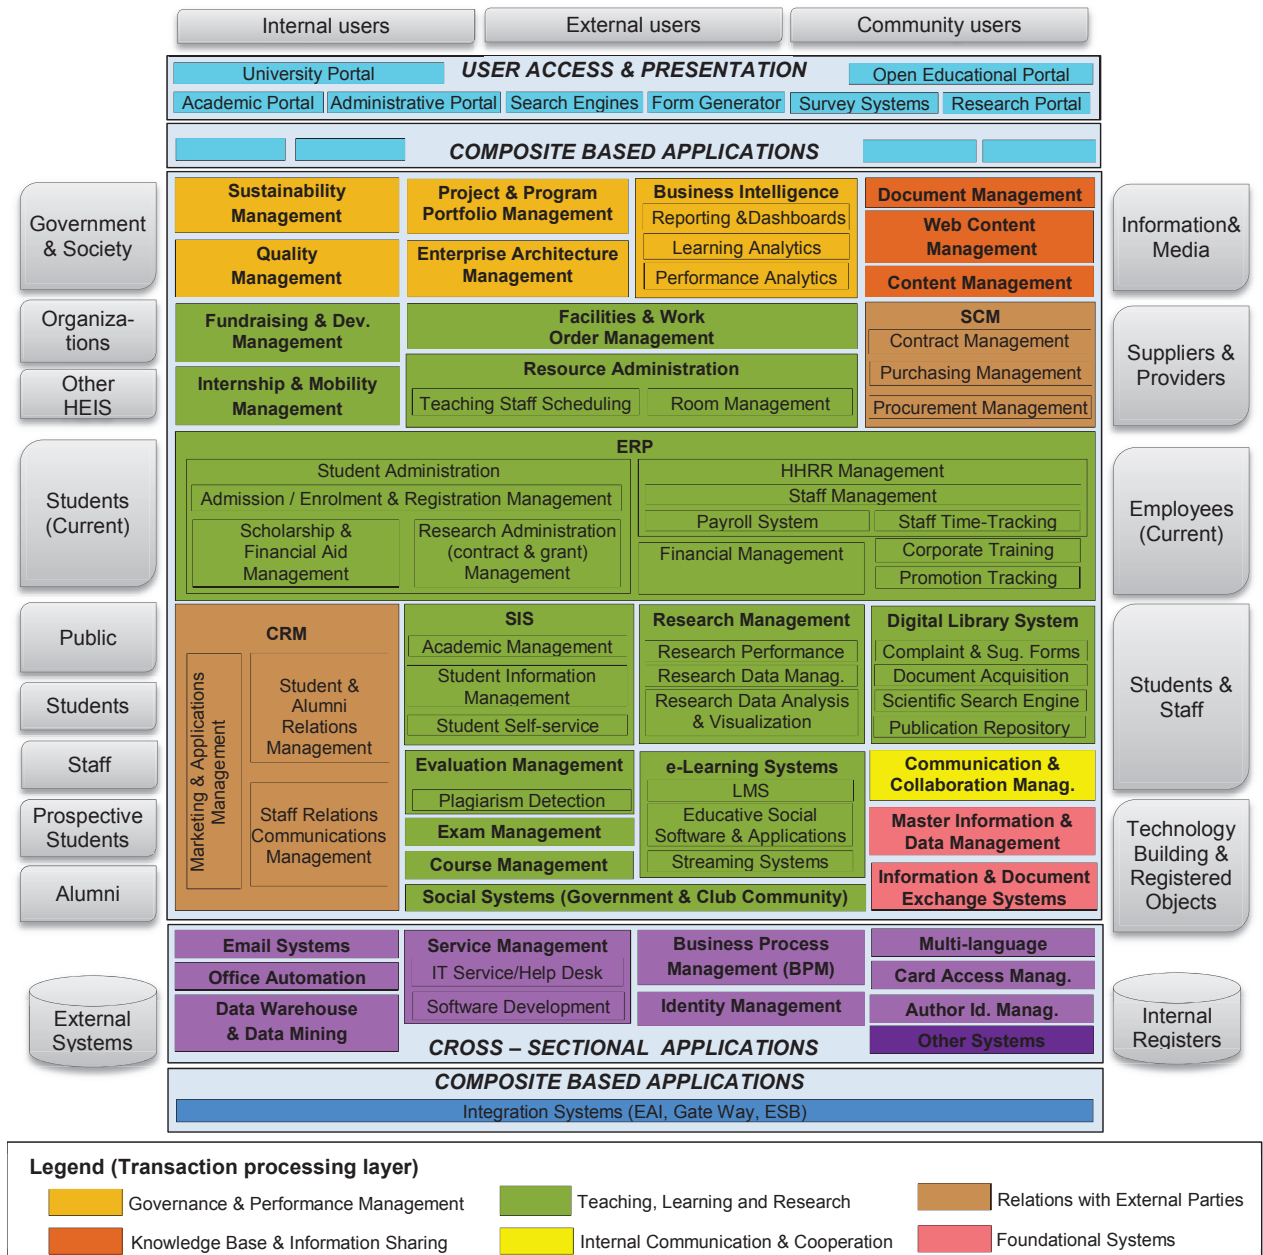 Internal users
External users
Community users
USER ACCESS & PRESENTATION
University Portal
Open Educational Portal
Academic Portal
Administrative Portal
Search Engines
Form Generator
Survey Systems
Research Portal
COMPOSITE BASED APPLICATIONS
Government
& Society
Organiza-
tions
Other
HEIS
Students
(Current)
Public
Students
Staff
Prospective
Students
Alumni
External
Systems
Sustainability
Management
Project & Program
Portfolio Management
Business Intelligence
Reporting &Dashboards
Learning Analytics
Performance Analytics
Document Management
Web Content
Management
Content Management
Quality
Management
Enterprise Architecture
Management
Fundraising & Dev.
Management
Facilities & Work
Order Management
SCM
Contract Management
Purchasing Management
Procurement Management
Internship & Mobility
Management
Resource Administration
Teaching Staff Scheduling
Room Management
ERP
Student Administration
Admission / Enrolment & Registration Management
Scholarship &
Financial Aid
Management
Research Administration
(contract & grant)
Management
HHRR Management
Staff Management
Payroll System
Staff Time-Tracking
Financial Management
Corporate Training
Promotion Tracking
CRM
Marketing & Applications
Management
Student &
Alumni
Relations
Management
Staff Relations
Communications
Management
SIS
Academic Management
Student Information
Management
Student Self-service
Research Management
Research Performance
Research Data Manag.
Research Data Analysis
& Visualization
Digital Library System
Complaint & Sug. Forms
Document Acquisition
Scientific Search Engine
Publication Repository
Evaluation Management
Plagiarism Detection
Exam Management
Course Management
e-Learning Systems
LMS
Educative Social
Software & Applications
Streaming Systems
Communication &
Collaboration Manag.
Master Information &
Data Management
Social Systems (Government & Club Community)
Information & Document
Exchange Systems
Email Systems
Office Automation
Data Warehouse
& Data Mining
Service Management
IT Service/Help Desk
Software Development
Business Process
Management (BPM)
Identity Management
Multi-language
Card Access Manag.
Author Id. Manag.
Other Systems
CROSS – SECTIONAL APPLICATIONS
COMPOSITE BASED APPLICATIONS
Integration Systems (EAI, Gate Way, ESB)
Information&
Media
Suppliers &
Providers
Employees
(Current)
Students &
Staff
Technology
Building &
Registered
Objects
Internal
Registers
Legend (Transaction processing layer)
Governance & Performance Management
Teaching, Learning and Research
Relations with External Parties
Knowledge Base & Information Sharing
Internal Communication & Cooperation
Foundational Systems